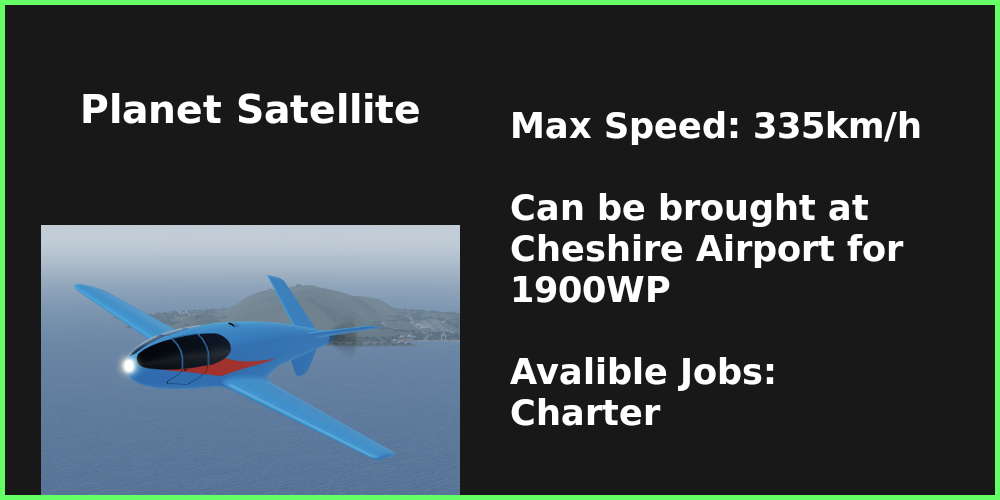 Planet Satellite
Max Speed: 335km/h
Can be brought at
Cheshire Airport for
1900WP
Avalible Jobs:
Charter